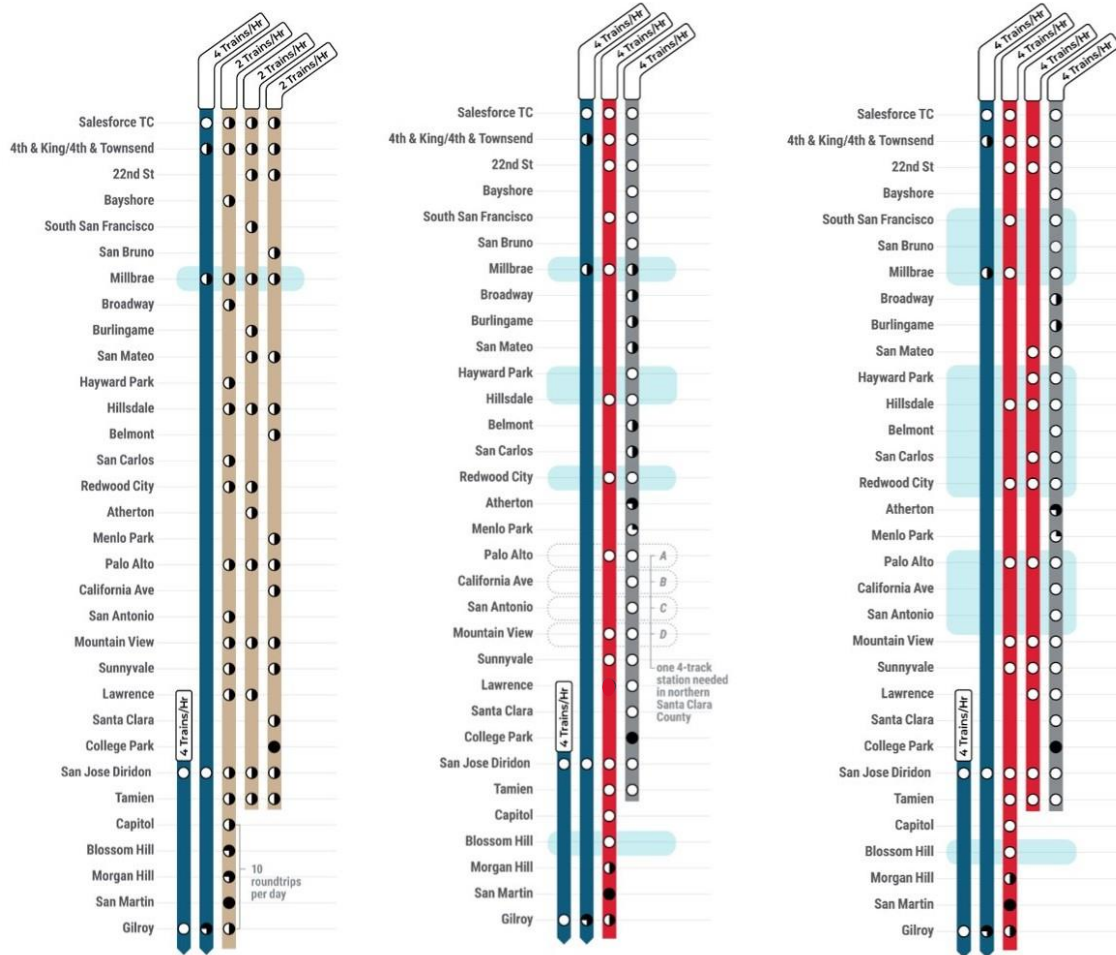 4 Trains/Hr
2 Trains/Hr
2 Trains/Hr
2 Trains/Hr
Salesforce TC
4th & King/4th & Townsend
22nd St
Bayshore
South San Francisco
San Bruno
Millbrae
Broadway
Burlingame
San Mateo
Hayward Park
Hillsdale
Belmont
San Carlos
Redwood City
Atherton
Menlo Park
Palo Alto
California Ave
San Antonio
Mountain View
Sunnyvale
Lawrence
Santa Clara
College Park
San Jose Diridon
Tamien
Capitol
Blossom Hill
Morgan Hill
San Martin
Gilroy
4 Trains/Hr
10
roundtrips
per day
4 Trains/Hr
4 Trains/Hr
4 Trains/Hr
Salesforce TC
4th & King/4th & Townsend
22nd St
Bayshore
South San Francisco
San Bruno
Millbrae
Broadway
Burlingame
San Mateo
Hayward Park
Hillsdale
Belmont
San Carlos
Redwood City
Atherton
Menlo Park
Palo Alto
California Ave
San Antonio
Mountain View
Sunnyvale
Lawrence
Santa Clara
College Park
San Jose Diridon
Tamien
Capitol
Blossom Hill
Morgan Hill
San Martin
Gilroy
A
B
C
D
one 4-track
station needed
in northern
Santa Clara
County
4 Trains/Hr
4 Trains/Hr
4 Trains/Hr
4 Trains/Hr
4 Trains/Hr
Salesforce TC
4th & King/4th & Townsend
22nd St
Bayshore
South San Francisco
San Bruno
Millbrae
Broadway
Burlingame
San Mateo
Hayward Park
Hillsdale
Belmont
San Carlos
Redwood City
Atherton
Menlo Park
Palo Alto
California Ave
San Antonio
Mountain View
Sunnyvale
Lawrence
Santa Clara
College Park
San Jose Diridon
Tamien
Capitol
Blossom Hill
Morgan Hill
San Martin
Gilroy
4 Trains/Hr